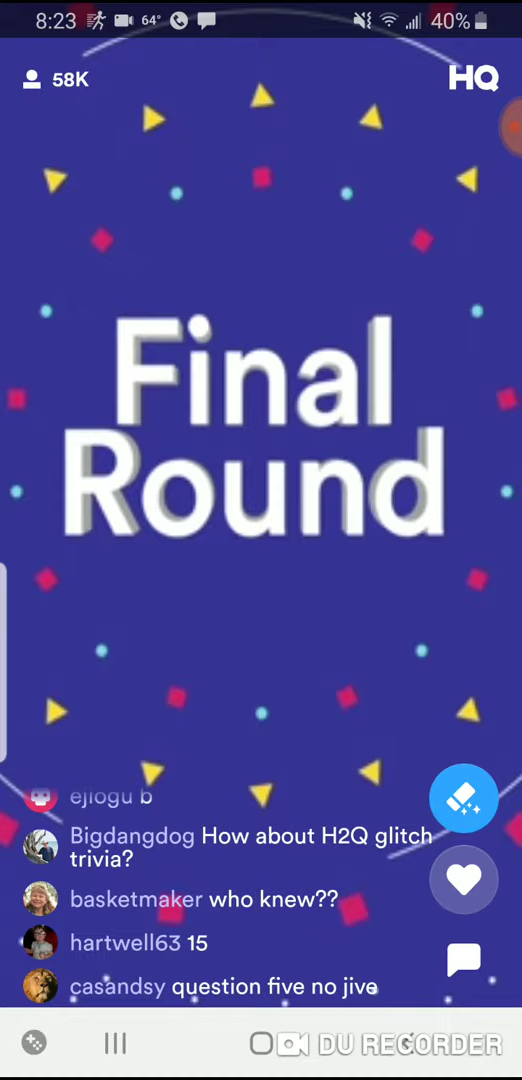 8:23 64° 40%
58K HQ
Final
Round
ejlogu b
Bigdangdog How about H2Q glitch
trivia?
basketmaker who knew??
hartwell63 15
casandsy question five no jive
DU RECORDER